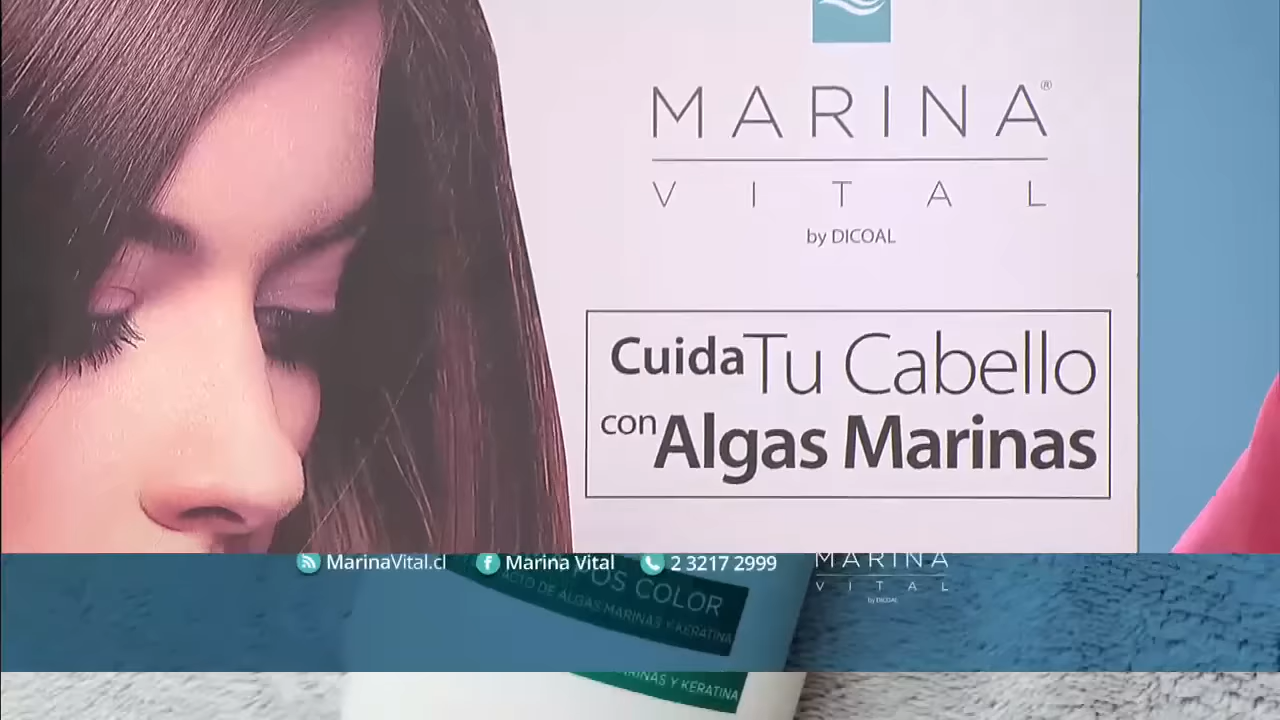 MARINA®
VITAL
by DICOAL
Cuida Tu Cabello
con Algas Marinas
MarinaVital.cl
Marina Vital
2 3217 2999
MARINA
VITAL
by DICOAL
POS COLOR
DE ALGAS MARINAS Y KERATINA
Y KERATINA